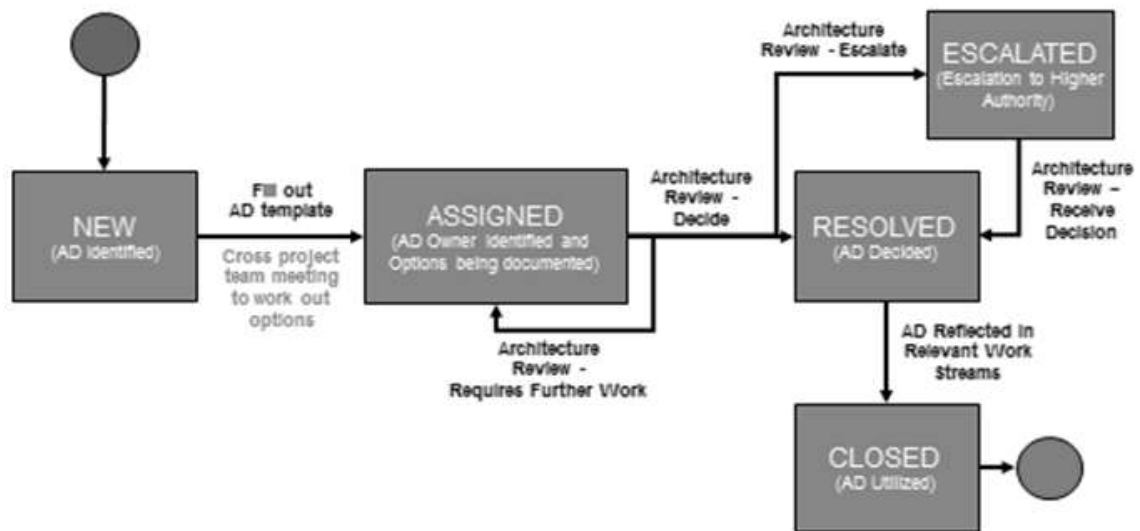 Architecture
Review - Escalate
ESCALATED
(Escalation to Higher
Authority)
NEW
(AD Identified)
Fill out
AD template
Cross project
team meeting
to work out
options
ASSIGNED
(AD Owner Identified and
Options being documented)
Architecture
Review -
Decide
Architecture
Review -
Requires Further Work
RESOLVED
(AD Decided)
Architecture
Review –
Receive
Decision
AD Reflected in
Relevant Work
Streams
CLOSED
(AD Utilized)